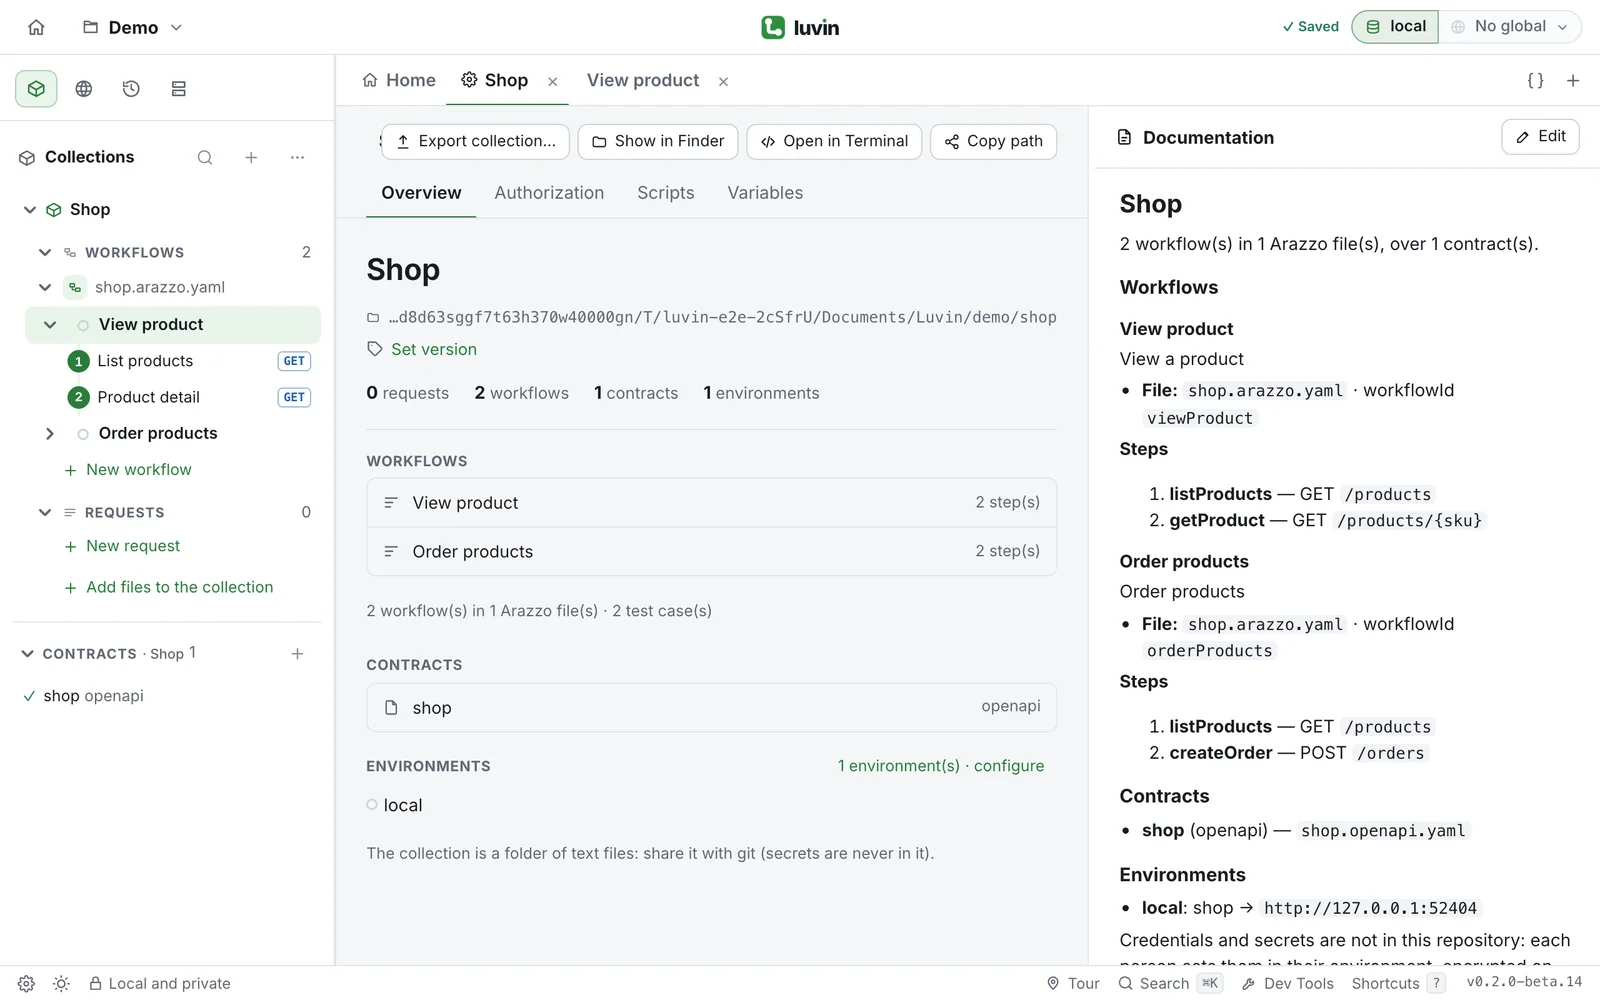 Demo
luvin
Saved
local
No global
Home
Shop
View product
Collections
Shop
WORKFLOWS 2
shop.arazzo.yaml
View product
1 List products GET
2 Product detail GET
Order products
+ New workflow
REQUESTS 0
+ New request
+ Add files to the collection
CONTRACTS · Shop 1
shop openapi
Export collection...
Show in Finder
Open in Terminal
Copy path
Overview
Authorization
Scripts
Variables
Shop
…d8d63sggf7t63h370w40000gn/T/luvin-e2e-2cSfrU/Documents/Luvin/demo/shop
Set version
0 requests 2 workflows 1 contracts 1 environments
WORKFLOWS
View product 2 step(s)
Order products 2 step(s)
2 workflow(s) in 1 Arazzo file(s) · 2 test case(s)
CONTRACTS
shop openapi
ENVIRONMENTS 1 environment(s) · configure
local
The collection is a folder of text files: share it with git (secrets are never in it).
Documentation
Edit
Shop
2 workflow(s) in 1 Arazzo file(s), over 1 contract(s).
Workflows
View product
View a product
• File: shop.arazzo.yaml · workflowId
viewProduct
Steps
1. listProducts — GET /products
2. getProduct — GET /products/{sku}
Order products
Order products
• File: shop.arazzo.yaml · workflowId
orderProducts
Steps
1. listProducts — GET /products
2. createOrder — POST /orders
Contracts
• shop (openapi) — shop.openapi.yaml
Environments
• local: shop → http://127.0.0.1:52404
Credentials and secrets are not in this repository: each
Local and private
Tour
Search ⌘K
Dev Tools
Shortcuts ?
v0.2.0-beta.14